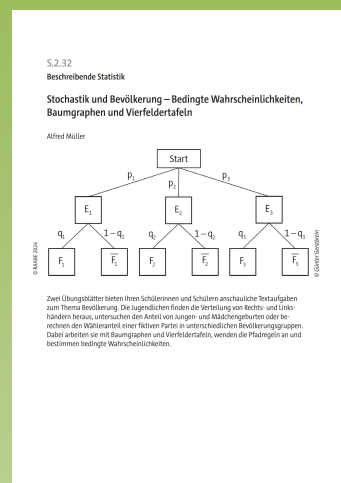 S.2.32
Beschreibende Statistik
Stochastik und Bevölkerung – Bedingte Wahrscheinlichkeiten,
Baumgraphen und Vierfeldertafeln
Alfred Müller
Start
p₁
p₂
p₃
E₁
E₂
E₃
q₁
1 – q₁
q₂
1 – q₂
q₃
1 – q₃
F₁
F̅₁
F₂
F̅₂
F₃
F̅₃
© RAABE 2024
© Günter Gerstbrein
Zwei Übungsblätter bieten Ihren Schülerinnen und Schülern anschauliche Textaufgaben
zum Thema Bevölkerung. Die Jugendlichen finden die Verteilung von Rechts- und Links-
händern heraus, untersuchen den Anteil von Jungen- und Mädchengeburten oder be-
rechnen den Wähleranteil einer fiktiven Partei in unterschiedlichen Bevölkerungsgruppen.
Dabei arbeiten sie mit Baumgraphen und Vierfeldertafeln, wenden die Pfadregeln an und
bestimmen bedingte Wahrscheinlichkeiten.